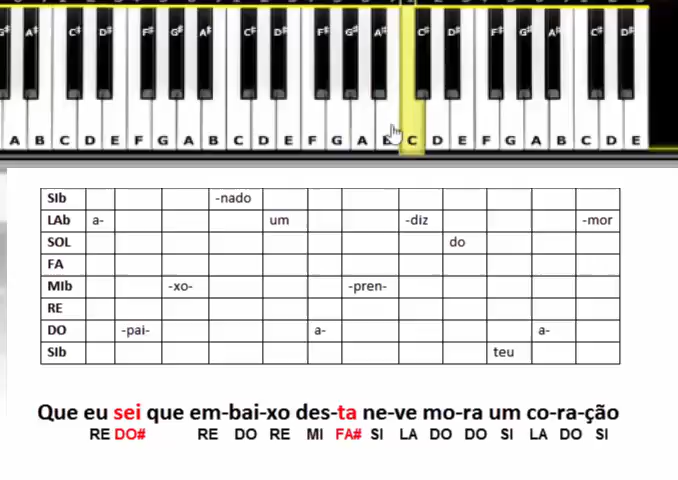 G# A# C# D# F# G# A# C# D# F# G# A# C# D# F# G# A# C# D#
A B C D E F G A B C D E F G A B C D E F G A B C D E
SIb -nado
LAb a- um -diz -mor
SOL do
FA
MIb -xo- -pren-
RE
DO -pai- a- a-
SIb teu
Que eu sei que em-bai-xo des-ta ne-ve mo-ra um co-ra-ção
RE DO# RE DO RE MI FA# SI LA DO DO SI LA DO SI